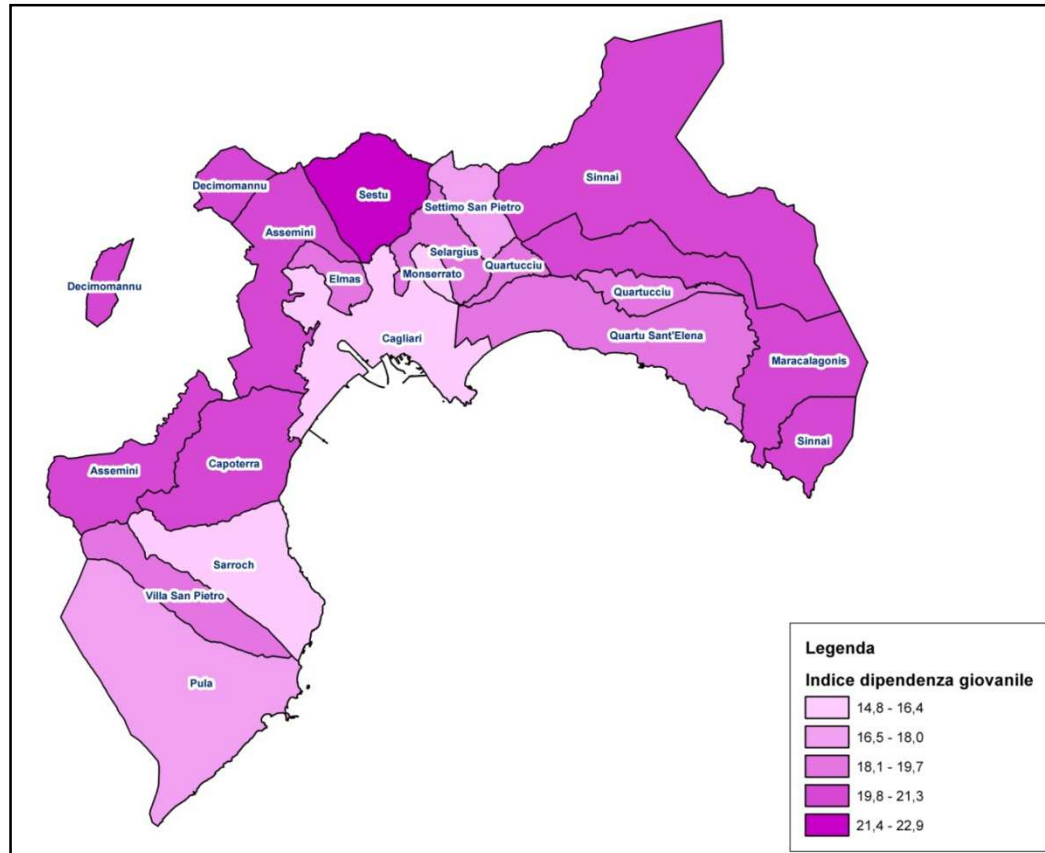 Sinnai
Decimomannu
Sestu
Settimo San Pietro
Assemini
Selargius
Quartucciu
Monserrato
Elmas
Decimomannu
Quartucciu
Cagliari
Quartu Sant'Elena
Maracalagonis
Sinnai
Capoterra
Assemini
Sarroch
Villa San Pietro
Pula
Legenda
Indice dipendenza giovanile
14,8 - 16,4
16,5 - 18,0
18,1 - 19,7
19,8 - 21,3
21,4 - 22,9